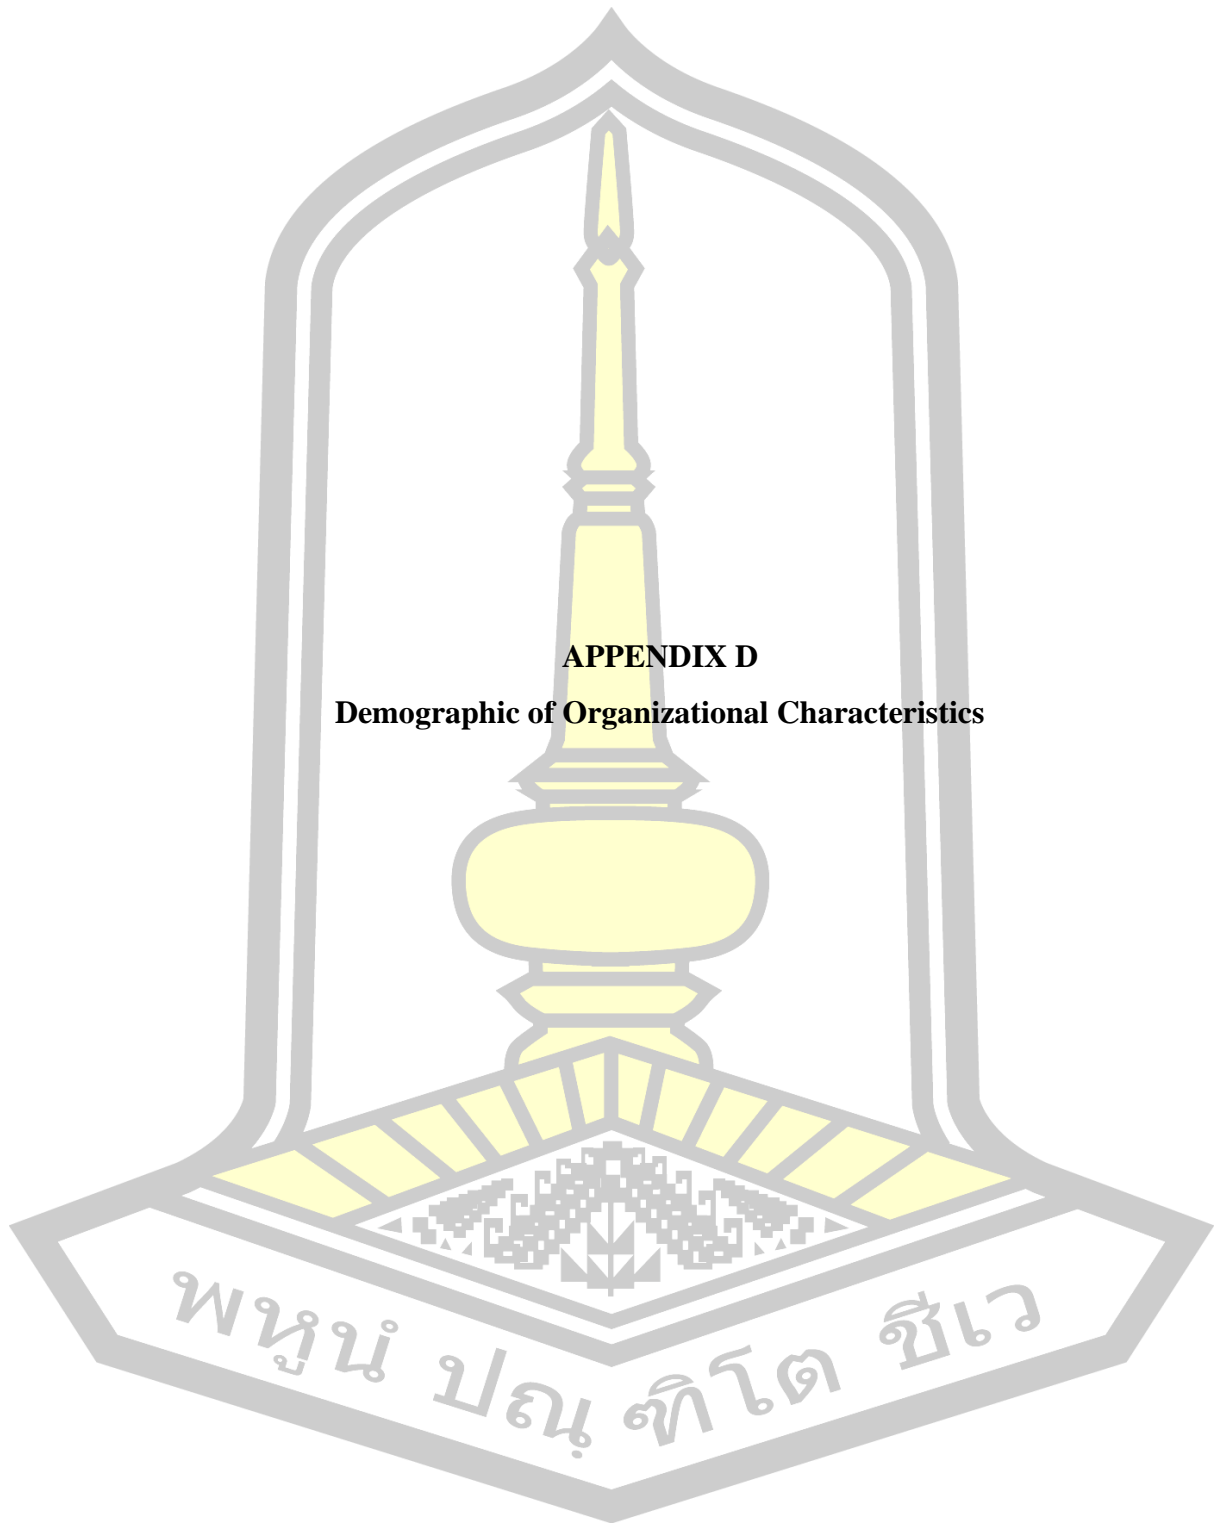 APPENDIX D
Demographic of Organizational Characteristics
พหูนํ ปณฺ ฑิโต ชีเว